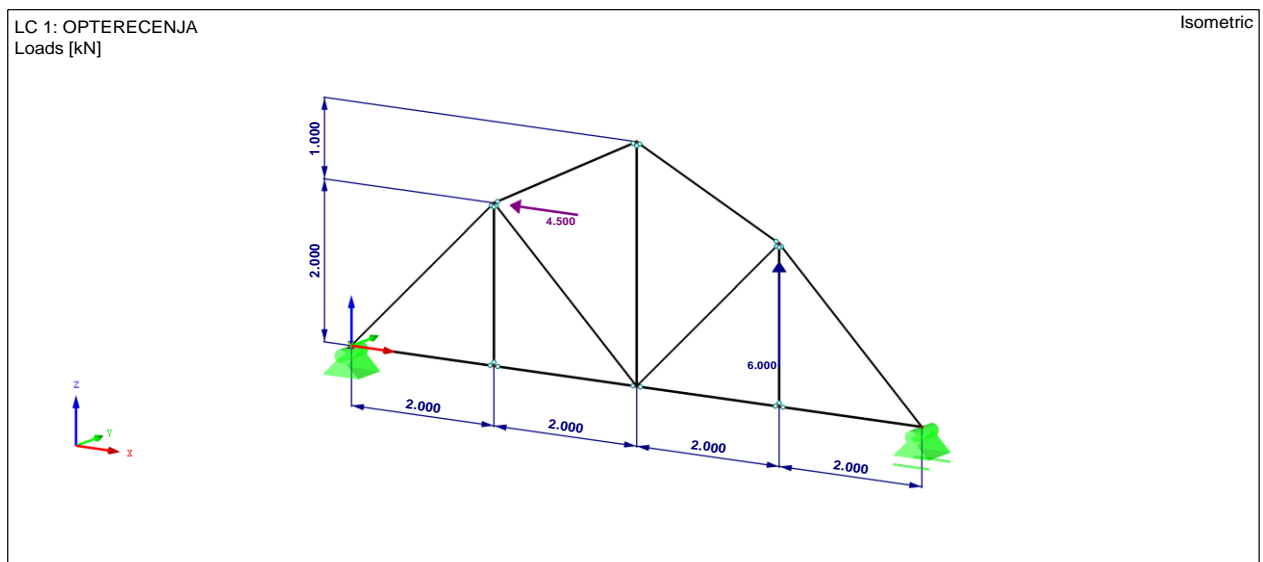 LC 1: OPTERECENJA
Loads [kN]
Isometric
1.000
2.000
4.500
6.000
2.000
2.000
2.000
2.000
Z
Y
X